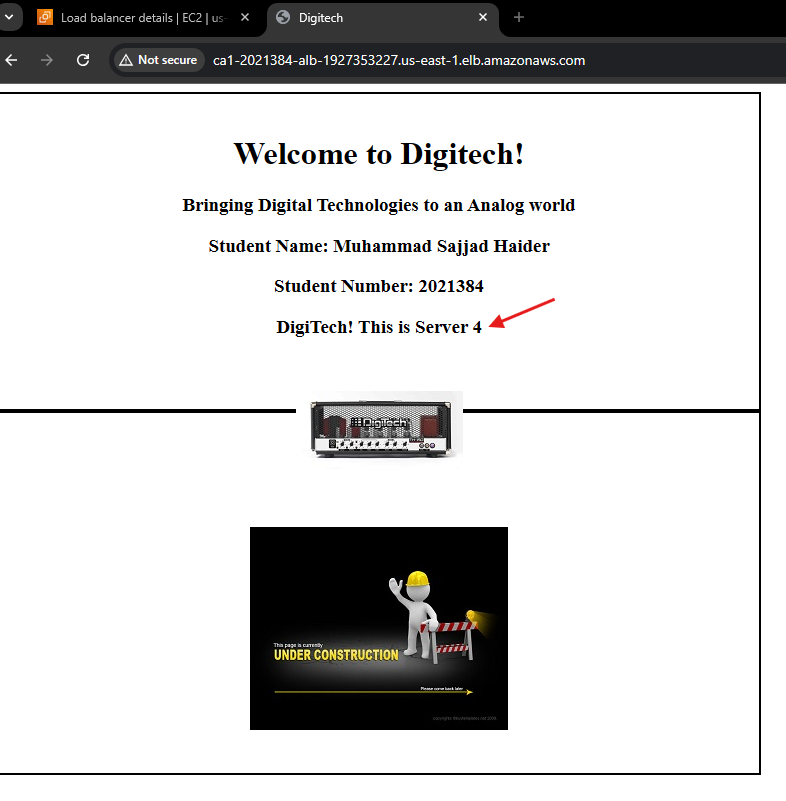 Load balancer details | EC2 | us-
Digitech
Not secure
ca1-2021384-alb-1927353227.us-east-1.elb.amazonaws.com
Welcome to Digitech!
Bringing Digital Technologies to an Analog world
Student Name: Muhammad Sajjad Haider
Student Number: 2021384
DigiTech! This is Server 4
DigiTech
This page is currently
UNDER CONSTRUCTION
Please come back later